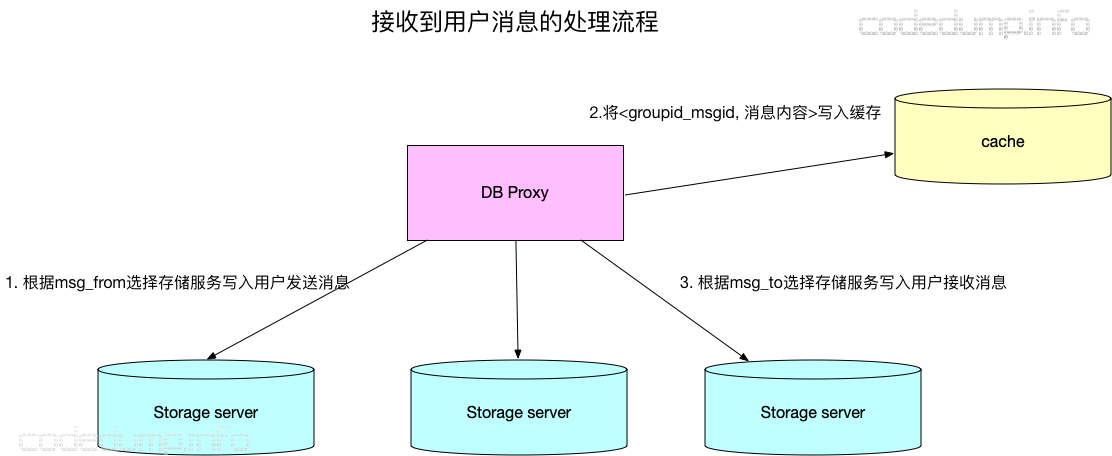 接收到用户消息的处理流程
codedumpinfo
2.将<groupid_msgid, 消息内容>写入缓存
cache
DB Proxy
1. 根据msg_from选择存储服务写入用户发送消息
3. 根据msg_to选择存储服务写入用户接收消息
Storage server
Storage server
Storage server
codedumpinfo